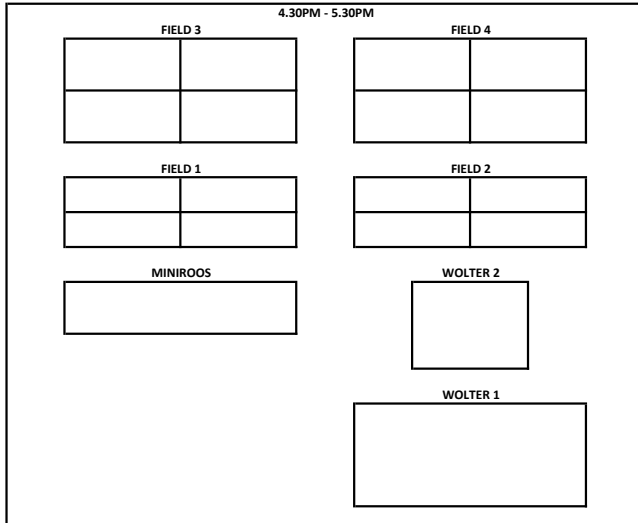 4.30PM - 5.30PM
FIELD 3
FIELD 4
FIELD 1
FIELD 2
MINIROOS
WOLTER 2
WOLTER 1